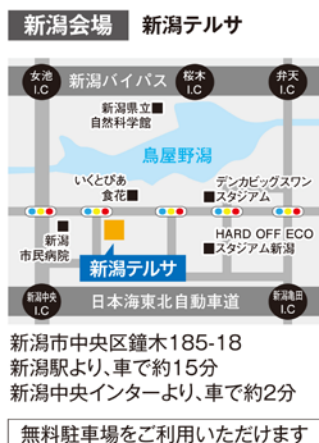 新潟会場 新潟テルサ
女池
I.C
新潟バイパス
桜木
I.C
弁天
I.C
新潟県立■
自然科学館
鳥屋野潟
いくとぴあ
食花■
デンカビッグスワン
■スタジアム
■
新潟
市民病院
HARD OFF ECO
■スタジアム新潟
新潟テルサ
新潟中央
I.C
日本海東北自動車道
新潟亀田
I.C
新潟市中央区鐘木185-18
新潟駅より、車で約15分
新潟中央インターより、車で約2分
無料駐車場をご利用いただけます